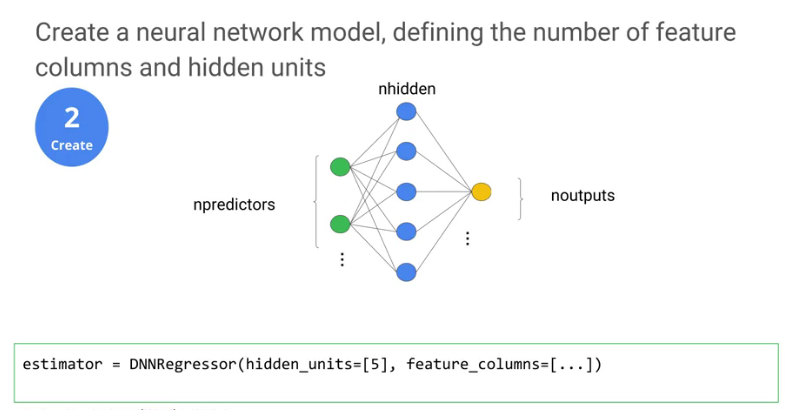 Create a neural network model, defining the number of feature
columns and hidden units
2
Create
nhidden
npredictors
noutputs
estimator = DNNRegressor(hidden_units=[5], feature_columns=[...])